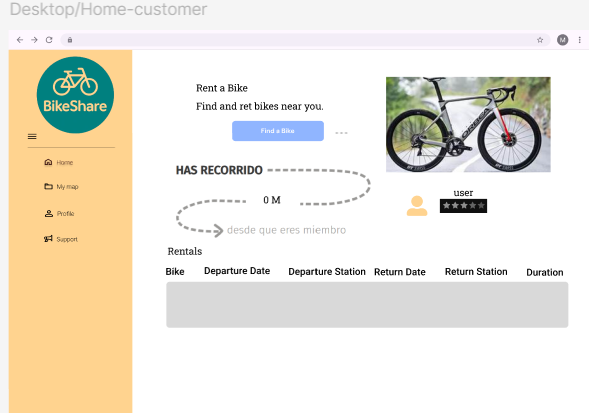 Desktop/Home-customer
M
BikeShare
Home
My map
Profile
Support
Rent a Bike
Find and ret bikes near you.
Find a Bike
ORBEA
HAS RECORRIDO
0 M
desde que eres miembro
user
Rentals
Bike Departure Date Departure Station Return Date Return Station Duration